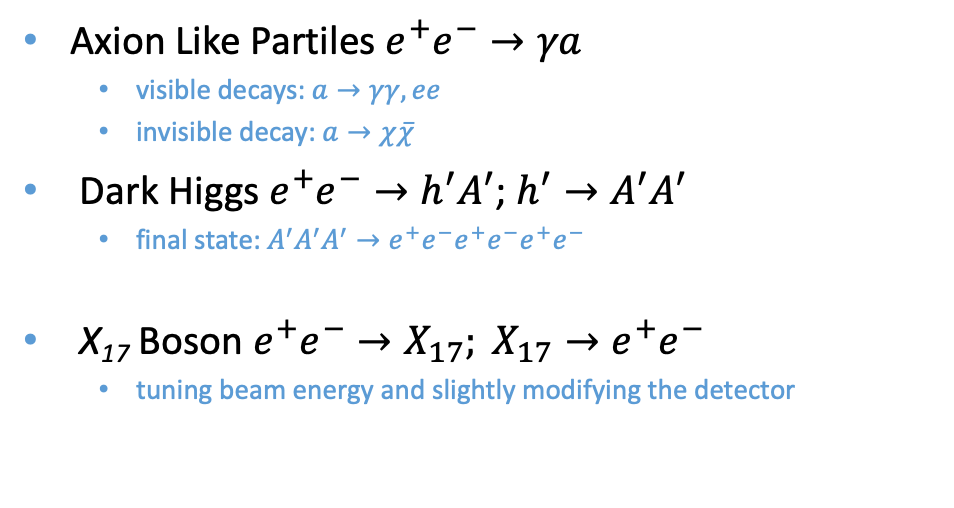 • Axion Like Partiles e⁺e⁻ → γa
• visible decays: a → γγ, ee
• invisible decay: a → χχ̄
• Dark Higgs e⁺e⁻ → h′A′; h′ → A′A′
• final state: A′A′A′ → e⁺e⁻e⁺e⁻e⁺e⁻
• X₁₇ Boson e⁺e⁻ → X₁₇; X₁₇ → e⁺e⁻
• tuning beam energy and slightly modifying the detector